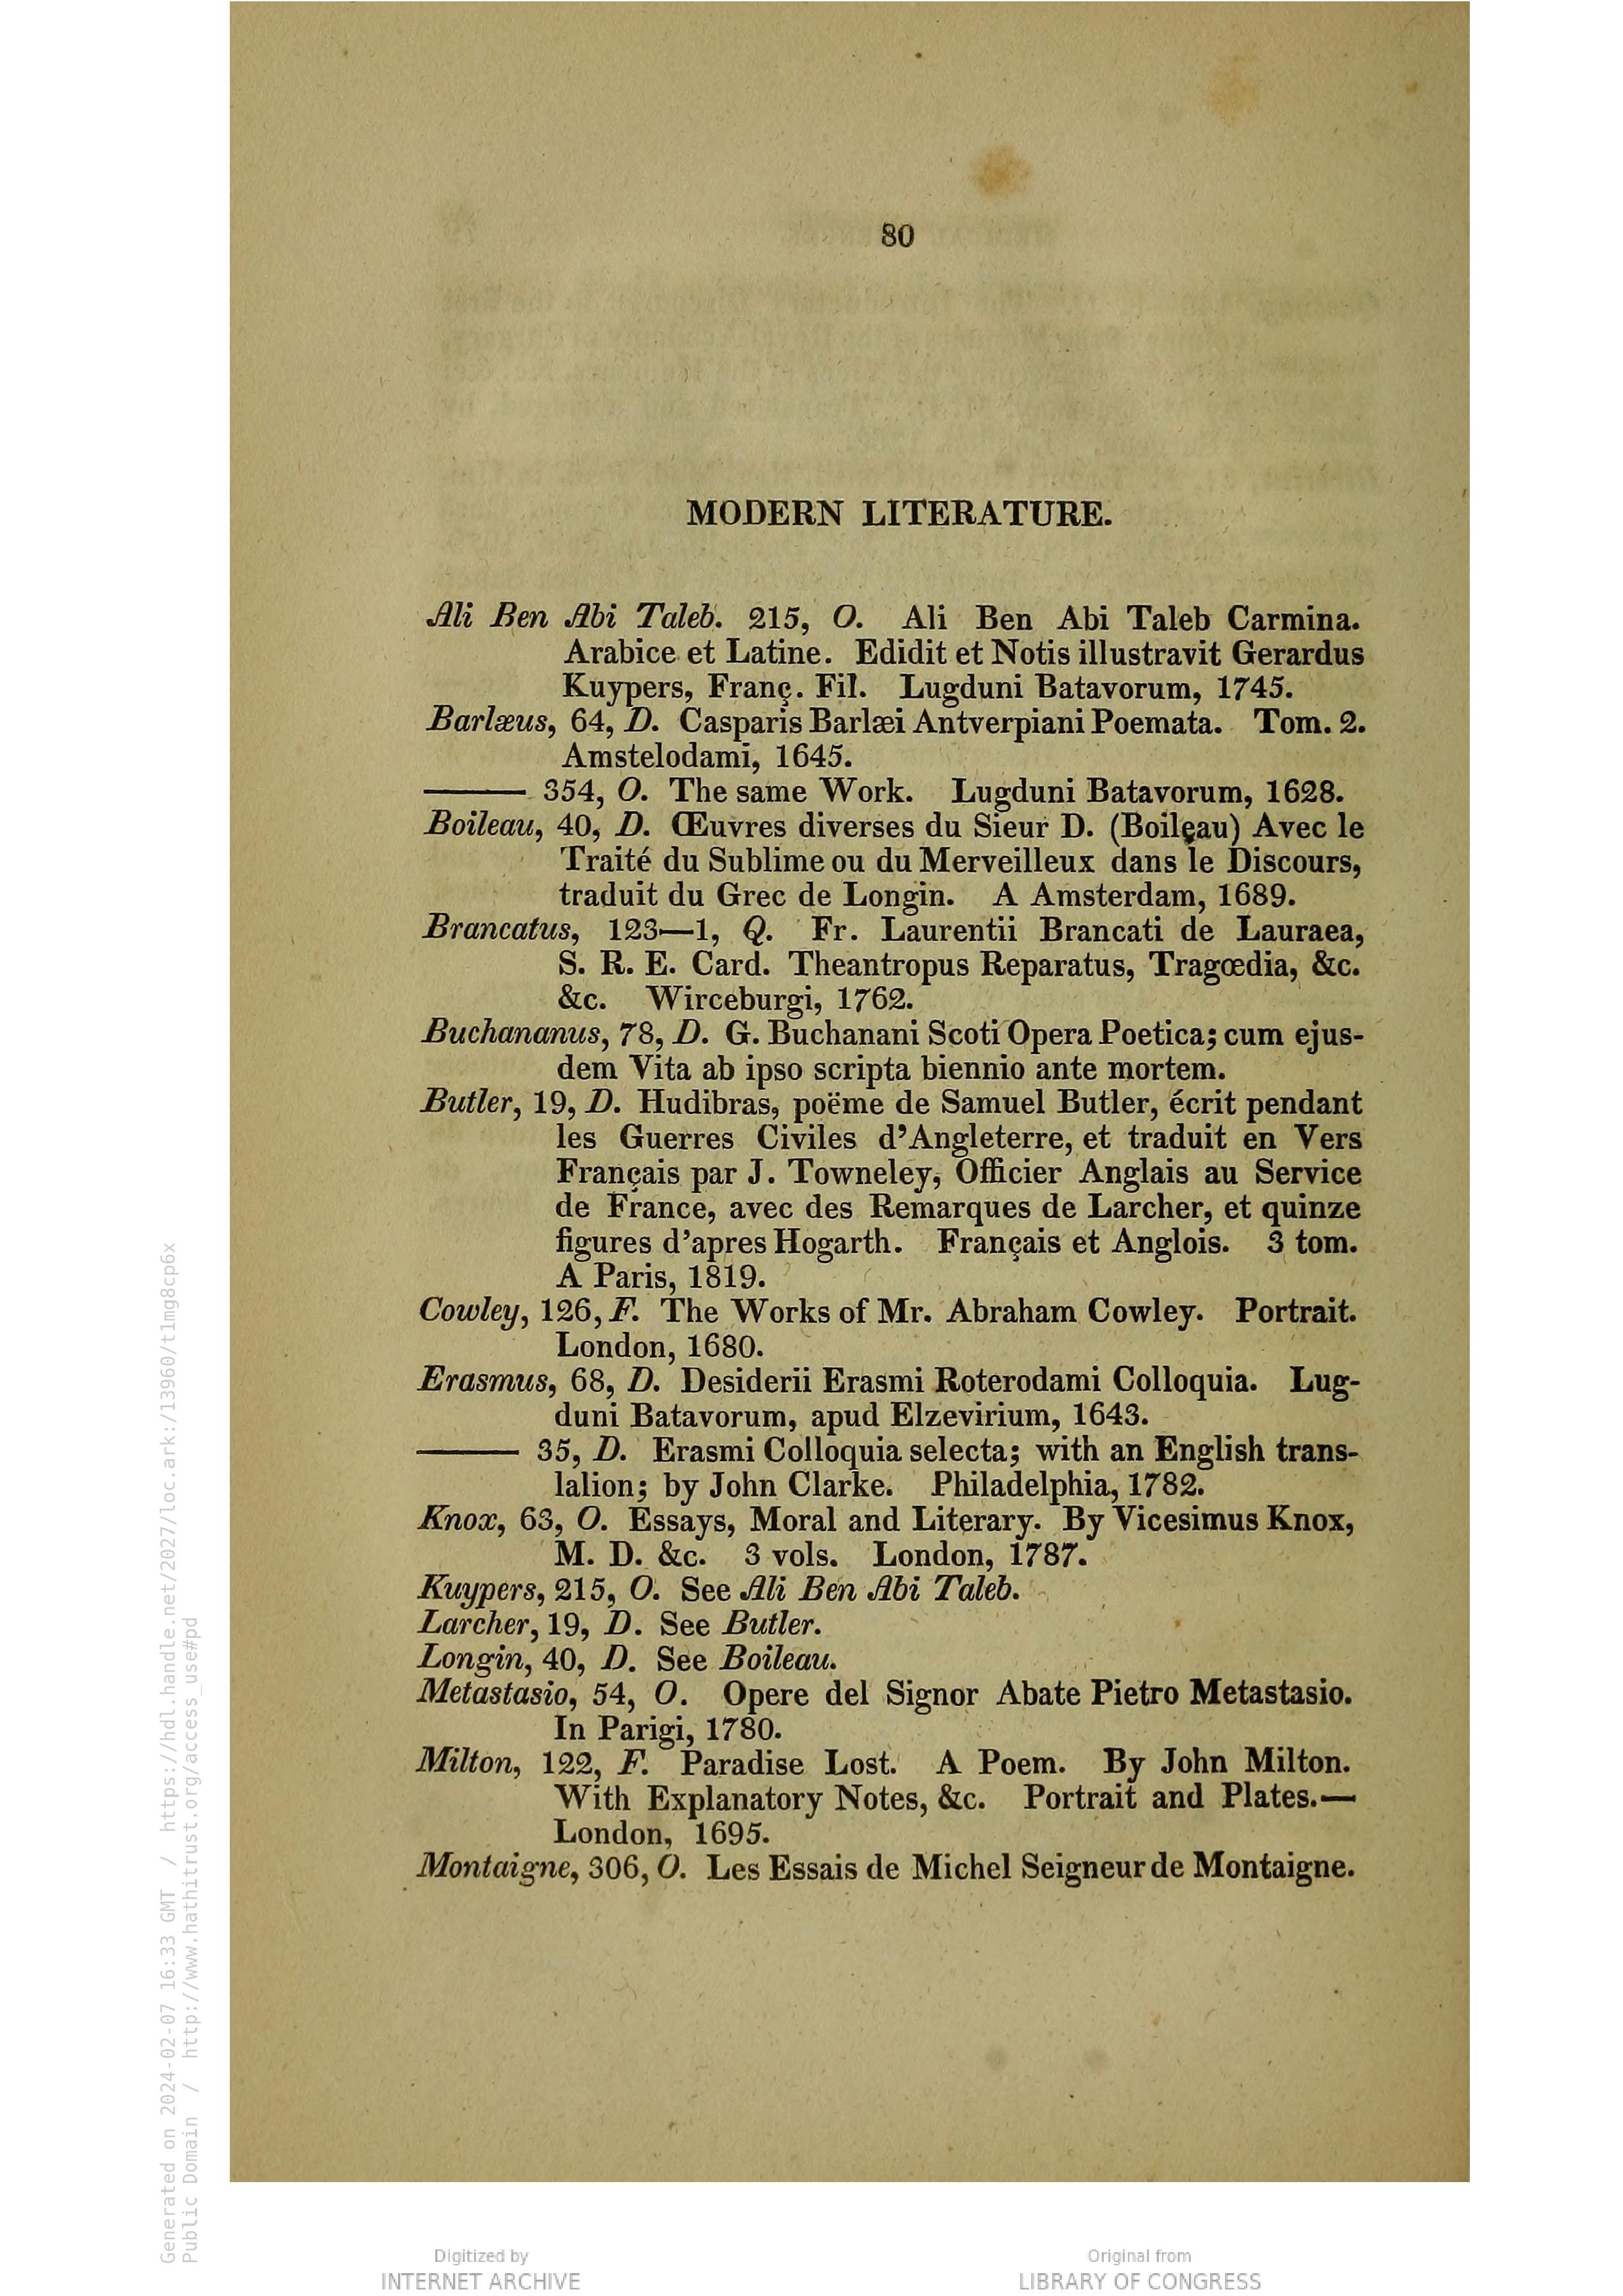 80
MODERN LITERATURE.
Ali Ben Abi Taleb. 215, O. Ali Ben Abi Taleb Carmina.
Arabice et Latine. Edidit et Notis illustravit Gerardus
Kuypers, Franç. Fil. Lugduni Batavorum, 1745.
Barlæus, 64, D. Casparis Barlæi Antverpiani Poemata. Tom. 2.
Amstelodami, 1645.
——— 354, O. The same Work. Lugduni Batavorum, 1628.
Boileau, 40, D. Œuvres diverses du Sieur D. (Boileau) Avec le
Traité du Sublime ou du Merveilleux dans le Discours,
traduit du Grec de Longin. A Amsterdam, 1689.
Brancatus, 123—1, Q. Fr. Laurentii Brancati de Lauraea,
S. R. E. Card. Theantropus Reparatus, Tragœdia, &c.
&c. Wirceburgi, 1762.
Buchananus, 78, D. G. Buchanani Scoti Opera Poetica; cum ejus-
dem Vita ab ipso scripta biennio ante mortem.
Butler, 19, D. Hudibras, poëme de Samuel Butler, écrit pendant
les Guerres Civiles d'Angleterre, et traduit en Vers
Français par J. Towneley, Officier Anglais au Service
de France, avec des Remarques de Larcher, et quinze
figures d'apres Hogarth. Français et Anglois. 3 tom.
A Paris, 1819.
Cowley, 126, F. The Works of Mr. Abraham Cowley. Portrait.
London, 1680.
Erasmus, 68, D. Desiderii Erasmi Roterodami Colloquia. Lug-
duni Batavorum, apud Elzevirium, 1643.
——— 35, D. Erasmi Colloquia selecta; with an English trans-
lalion; by John Clarke. Philadelphia, 1782.
Knox, 63, O. Essays, Moral and Literary. By Vicesimus Knox,
M. D. &c. 3 vols. London, 1787.
Kuypers, 215, O. See Ali Ben Abi Taleb.
Larcher, 19, D. See Butler.
Longin, 40, D. See Boileau.
Metastasio, 54, O. Opere del Signor Abate Pietro Metastasio.
In Parigi, 1780.
Milton, 122, F. Paradise Lost. A Poem. By John Milton.
With Explanatory Notes, &c. Portrait and Plates.—
London, 1695.
Montaigne, 306, O. Les Essais de Michel Seigneur de Montaigne.
Generated on 2024-02-07 16:33 GMT / https://hdl.handle.net/2027/loc.ark:/13960/t1mg8cp6x
Public Domain / http://www.hathitrust.org/access_use#pd
Digitized by
INTERNET ARCHIVE
Original from
LIBRARY OF CONGRESS